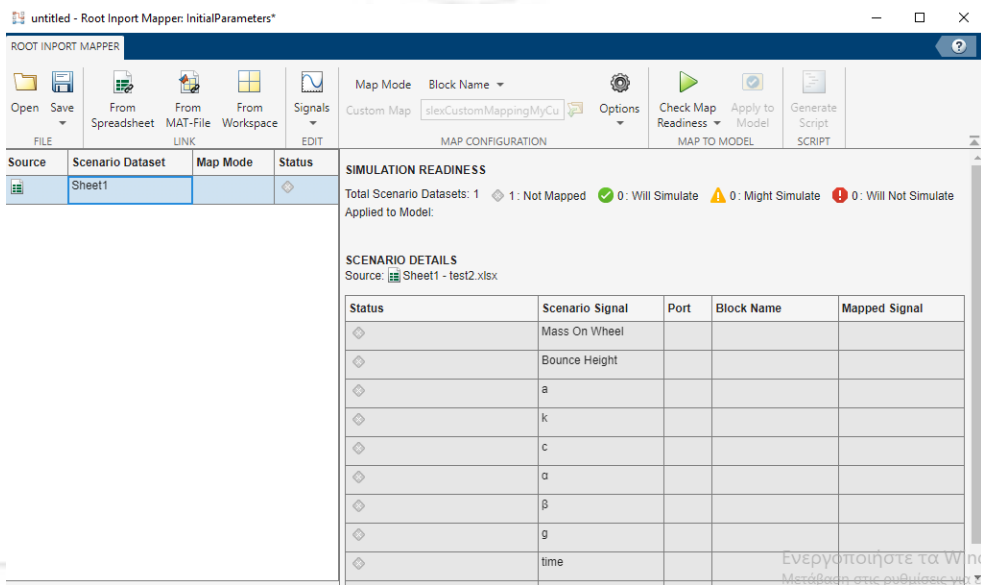 untitled - Root Inport Mapper: InitialParameters*
ROOT INPORT MAPPER
Open Save From Spreadsheet From MAT-File From Workspace Signals Map Mode Block Name Custom Map slexCustomMappingMyCu Options Check Map Readiness Apply to Model Generate Script
FILE LINK EDIT MAP CONFIGURATION MAP TO MODEL SCRIPT
Source Scenario Dataset Map Mode Status
Sheet1
SIMULATION READINESS
Total Scenario Datasets: 1 1: Not Mapped 0: Will Simulate 0: Might Simulate 0: Will Not Simulate
Applied to Model:
SCENARIO DETAILS
Source: Sheet1 - test2.xlsx
Status Scenario Signal Port Block Name Mapped Signal
Mass On Wheel
Bounce Height
a
k
c
α
β
g
time
Ενεργοποιήστε τα Win
Μετάβαση στις ρυθμίσεις για